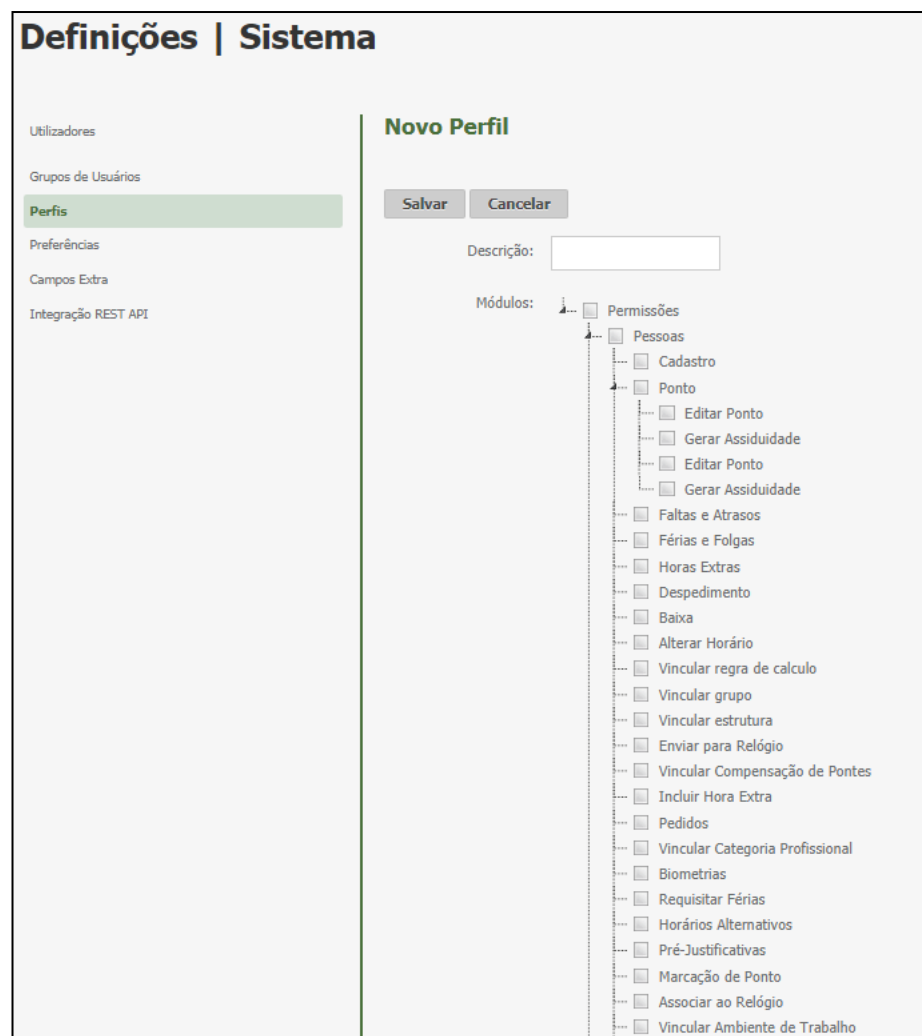 Definições | Sistema
Utilizadores
Grupos de Usuários
Perfis
Preferências
Campos Extra
Integração REST API
Novo Perfil
Salvar Cancelar
Descrição:
Módulos:
Permissões
Pessoas
Cadastro
Ponto
Editar Ponto
Gerar Assiduidade
Editar Ponto
Gerar Assiduidade
Faltas e Atrasos
Férias e Folgas
Horas Extras
Despedimento
Baixa
Alterar Horário
Vincular regra de calculo
Vincular grupo
Vincular estrutura
Enviar para Relógio
Vincular Compensação de Pontes
Incluir Hora Extra
Pedidos
Vincular Categoria Profissional
Biometrias
Requisitar Férias
Horários Alternativos
Pré-Justificativas
Marcação de Ponto
Associar ao Relógio
Vincular Ambiente de Trabalho